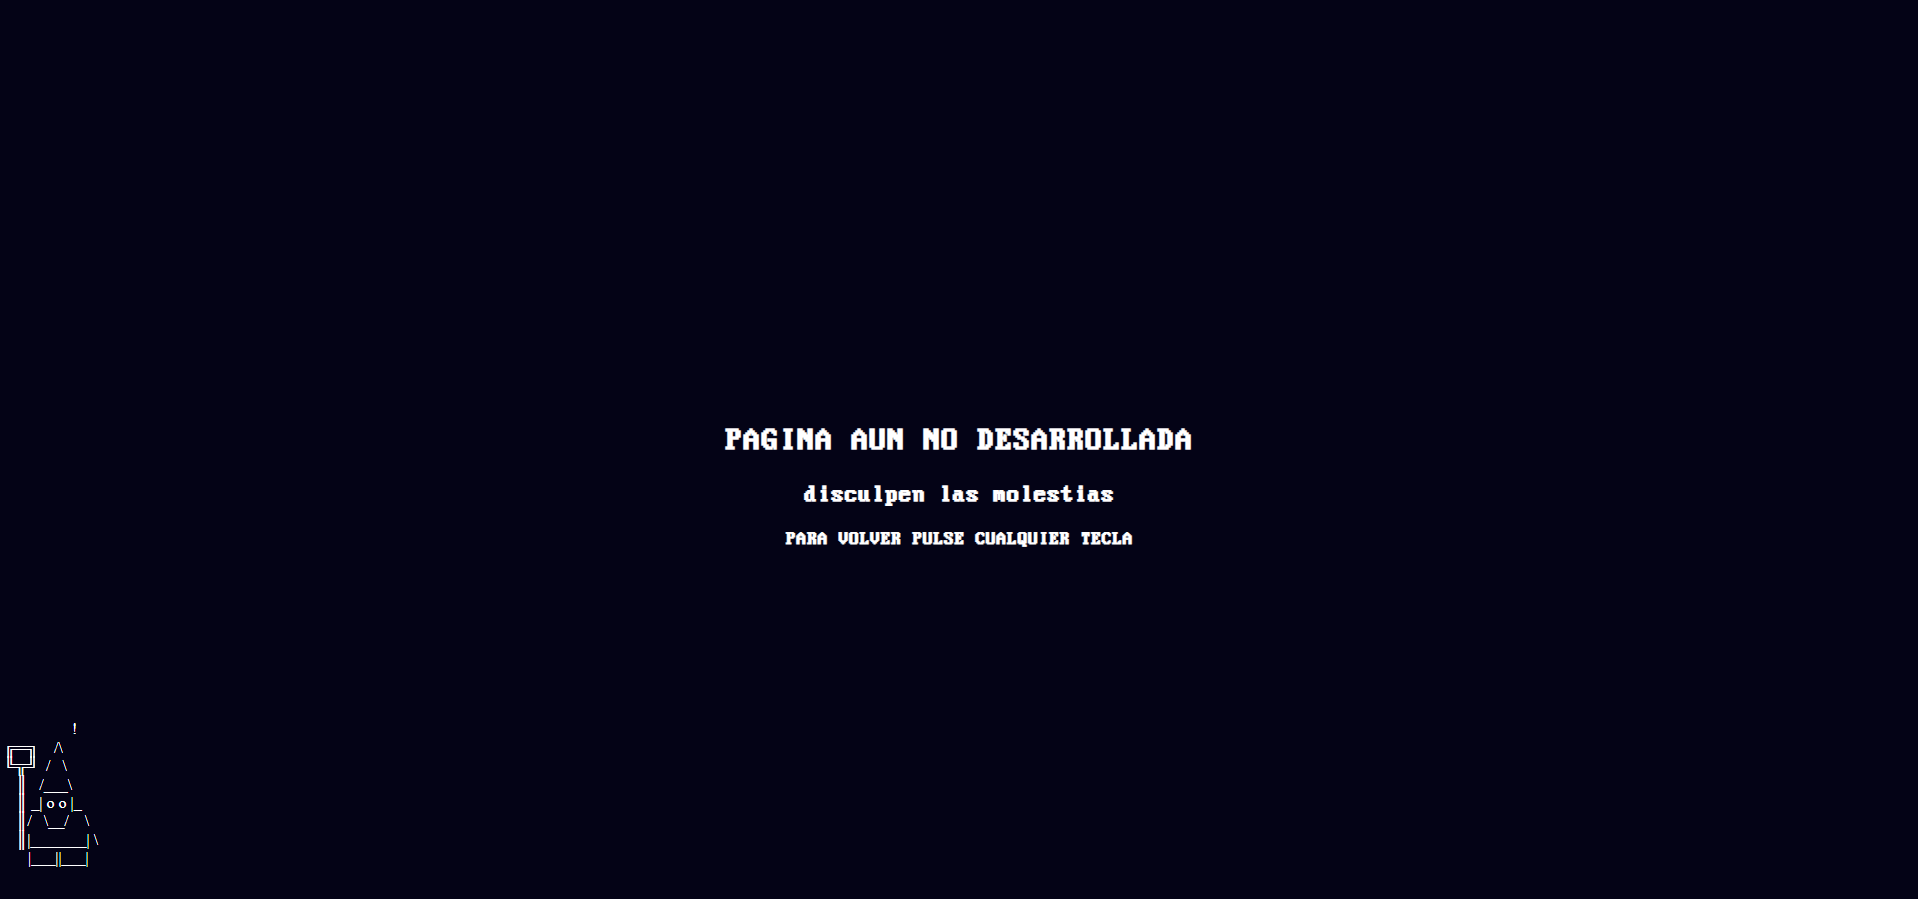 PAGINA AUN NO DESARROLLADA
disculpen las molestias
PARA VOLVER PULSE CUALQUIER TECLA